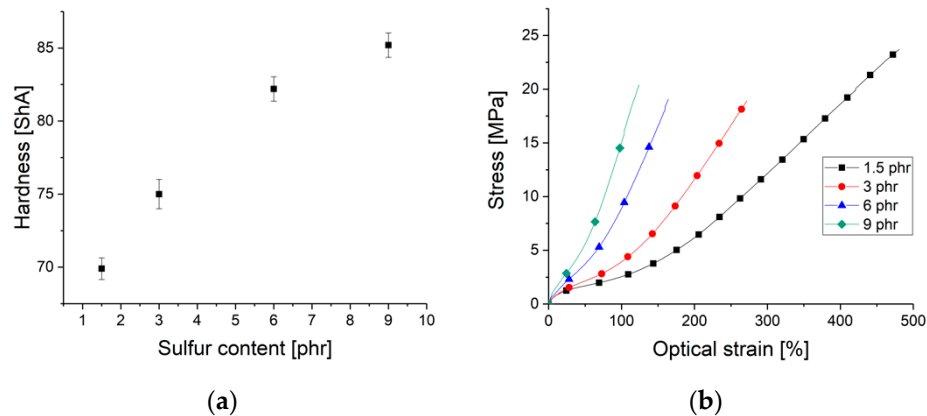 85
80
75
70
Hardness [ShA]
1 2 3 4 5 6 7 8 9 10
Sulfur content [phr]
(a)
25
20
15
10
5
0
Stress [MPa]
0 100 200 300 400 500
Optical strain [%]
1.5 phr
3 phr
6 phr
9 phr
(b)